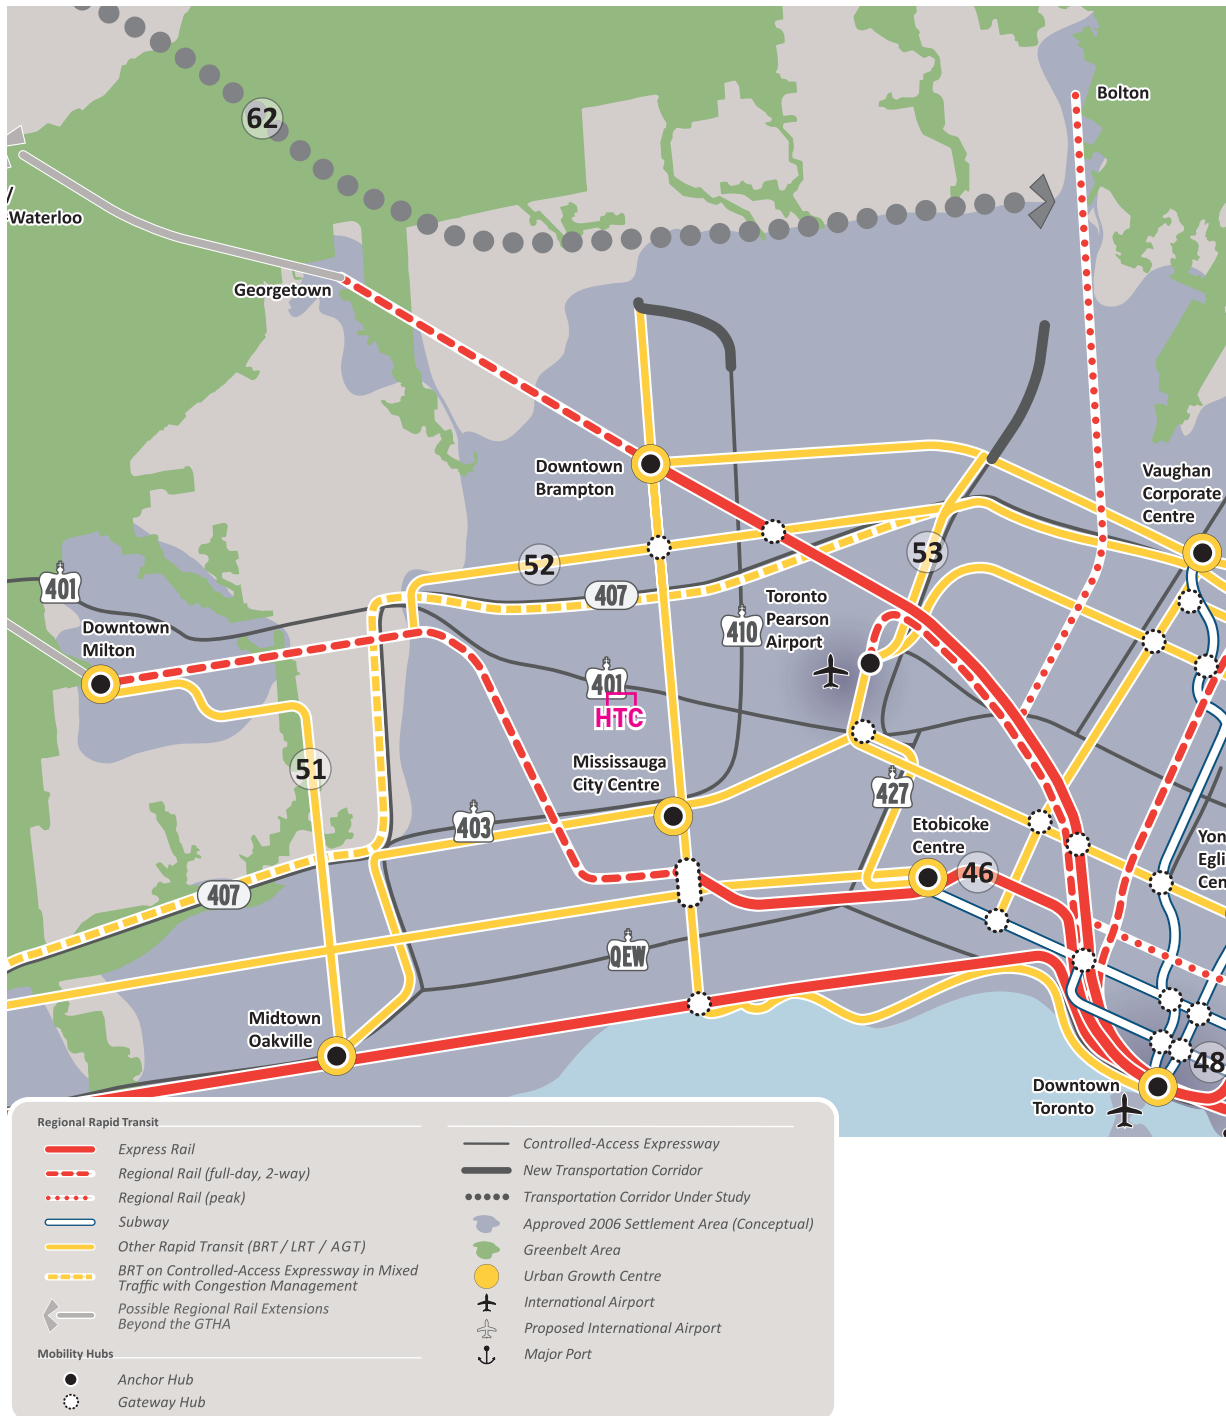 62
Bolton
/
-Waterloo
Georgetown
Downtown
Brampton
Vaughan
Corporate
Centre
52
53
401
407
Toronto
Pearson
Airport
410
Downtown
Milton
401
HTC
51
Mississauga
City Centre
427
403
Etobicoke
Centre
Yon
Egli
Cen
46
407
QEW
Midtown
Oakville
48
Downtown
Toronto
Regional Rapid Transit
Express Rail
Regional Rail (full-day, 2-way)
Regional Rail (peak)
Subway
Other Rapid Transit (BRT / LRT / AGT)
BRT on Controlled-Access Expressway in Mixed
Traffic with Congestion Management
Possible Regional Rail Extensions
Beyond the GTHA
Mobility Hubs
Anchor Hub
Gateway Hub
Controlled-Access Expressway
New Transportation Corridor
Transportation Corridor Under Study
Approved 2006 Settlement Area (Conceptual)
Greenbelt Area
Urban Growth Centre
International Airport
Proposed International Airport
Major Port